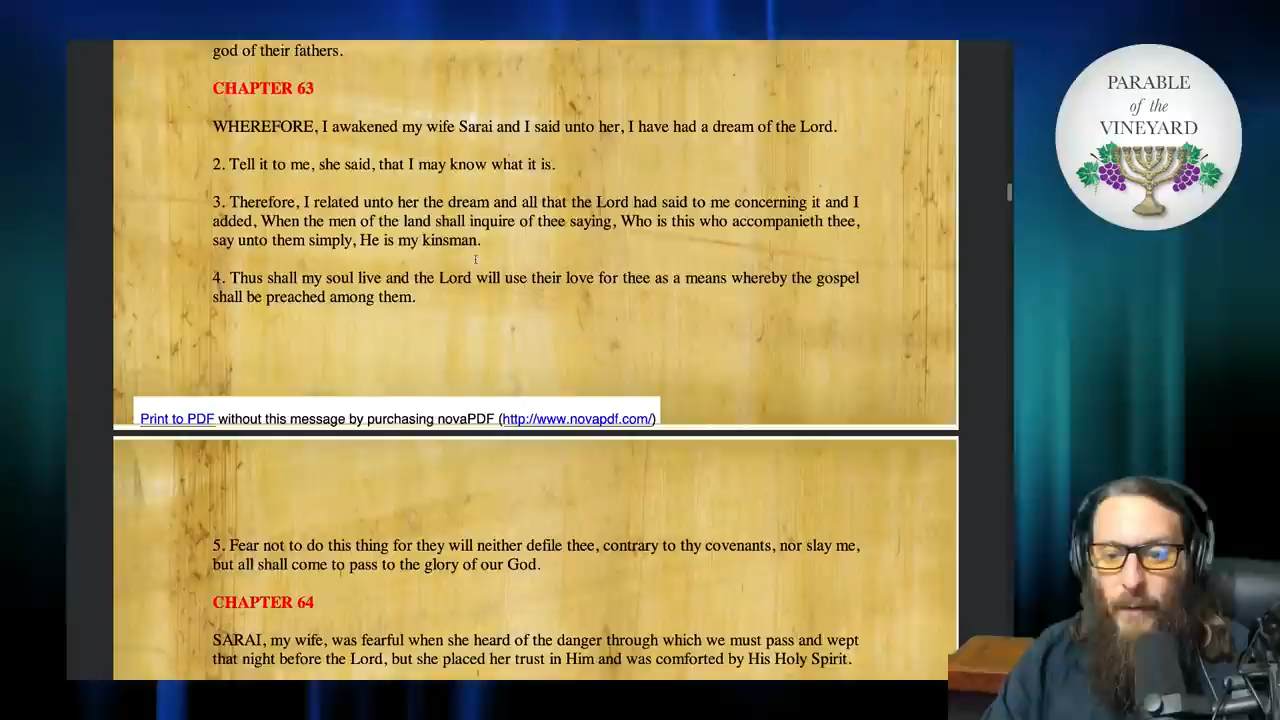 god of their fathers.
CHAPTER 63
WHEREFORE, I awakened my wife Sarai and I said unto her, I have had a dream of the Lord.
2. Tell it to me, she said, that I may know what it is.
3. Therefore, I related unto her the dream and all that the Lord had said to me concerning it and I
added, When the men of the land shall inquire of thee saying, Who is this who accompanieth thee,
say unto them simply, He is my kinsman.
4. Thus shall my soul live and the Lord will use their love for thee as a means whereby the gospel
shall be preached among them.
Print to PDF without this message by purchasing novaPDF (http://www.novapdf.com/)
5. Fear not to do this thing for they will neither defile thee, contrary to thy covenants, nor slay me,
but all shall come to pass to the glory of our God.
CHAPTER 64
SARAI, my wife, was fearful when she heard of the danger through which we must pass and wept
that night before the Lord, but she placed her trust in Him and was comforted by His Holy Spirit.
PARABLE
of the
VINEYARD